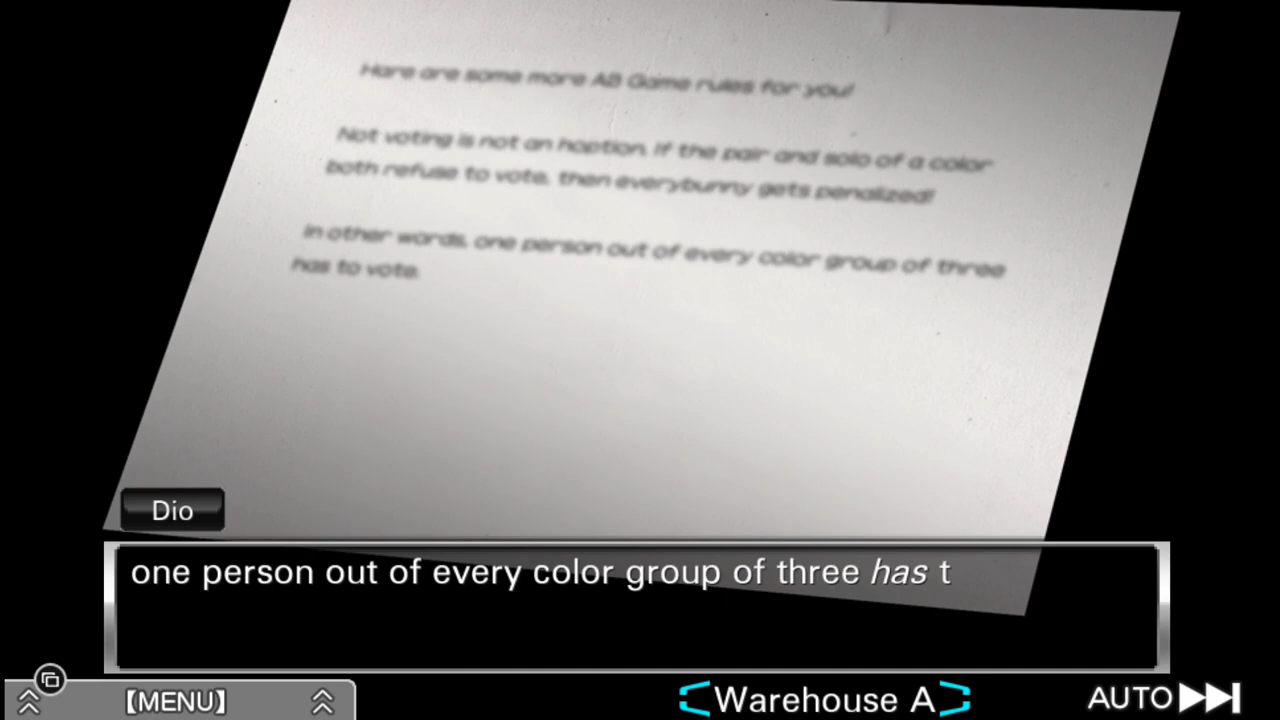 Hare are some more AB Game rules for you!
Not voting is not an hoption. If the pair and solo of a color
both refuse to vote, then everybunny gets penalized!
In other words, one person out of every color group of three
has to vote.
Dio
one person out of every color group of three has t
【MENU】
Warehouse A
AUTO